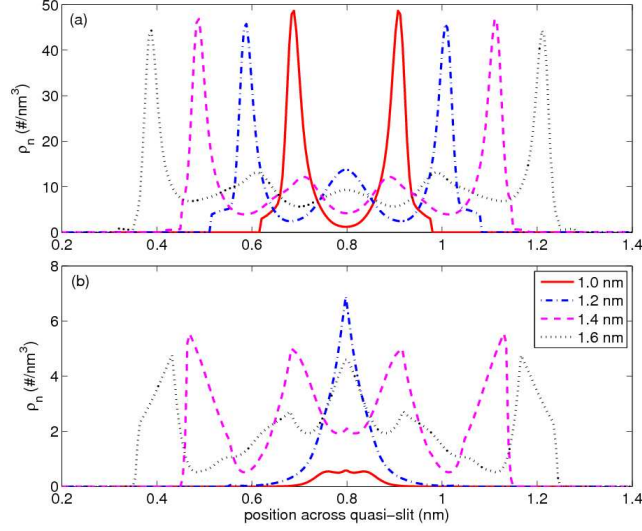 (a)
50
40
30
20
10
0
ρn (#/nm3)
0.2 0.4 0.6 0.8 1.0 1.2 1.4
(b)
8
6
4
2
0
ρn (#/nm3)
1.0 nm
1.2 nm
1.4 nm
1.6 nm
0.2 0.4 0.6 0.8 1.0 1.2 1.4
position across quasi-slit (nm)